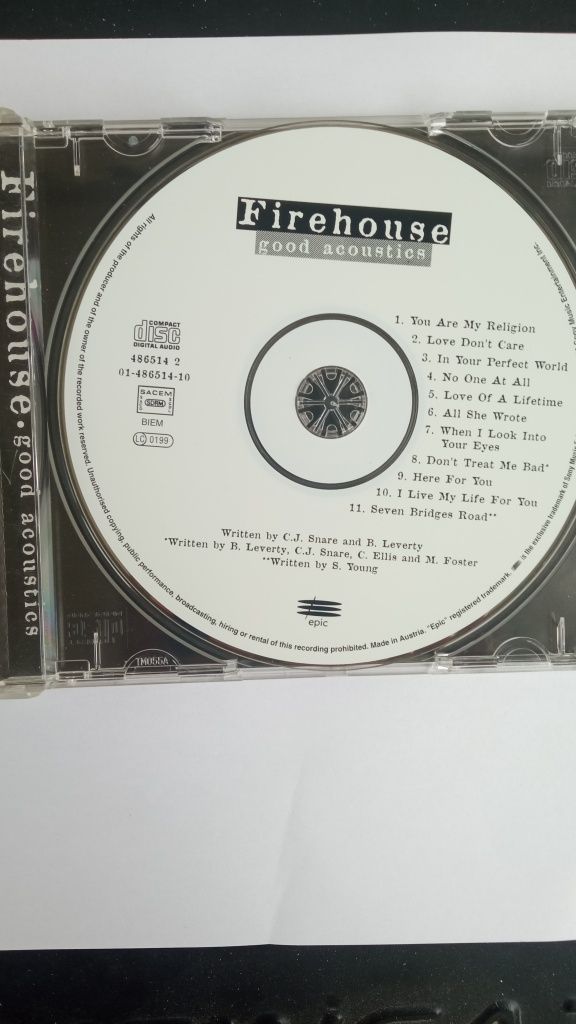 Firehouse • good acoustics
Firehouse
good acoustics
COMPACT
disc
DIGITAL AUDIO
486514 2
01-486514-10
SACEM
SDRM
BIEM
LC 0199
1. You Are My Religion
2. Love Don't Care
3. In Your Perfect World
4. No One At All
5. Love Of A Lifetime
6. All She Wrote
7. When I Look Into
Your Eyes
8. Don't Treat Me Bad*
9. Here For You
10. I Live My Life For You
11. Seven Bridges Road**
Written by C.J. Snare and B. Leverty
*Written by B. Leverty, C.J. Snare, C. Ellis and M. Foster
**Written by S. Young
epic
All rights of the producer and of the owner of the recorded work reserved. Unauthorised copying, public performance, broadcasting, hiring or rental of this recording prohibited. Made in Austria. "Epic" registered trademark. is the exclusive trademark of Sony Music Entertainment Inc.
TM055A